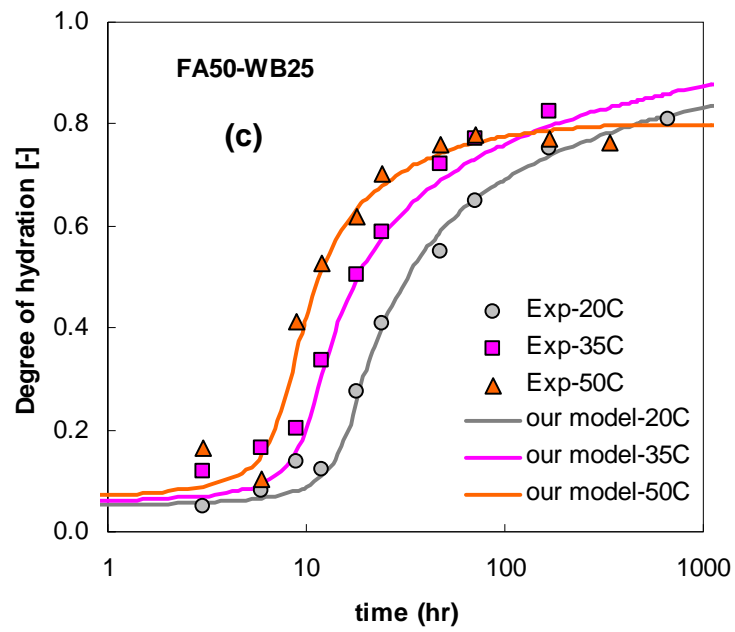 1.0
FA50-WB25
0.8
(c)
0.6
Degree of hydration [-]
Exp-20C
0.4
Exp-35C
Exp-50C
our model-20C
0.2
our model-35C
our model-50C
0.0
1
10
100
1000
time (hr)